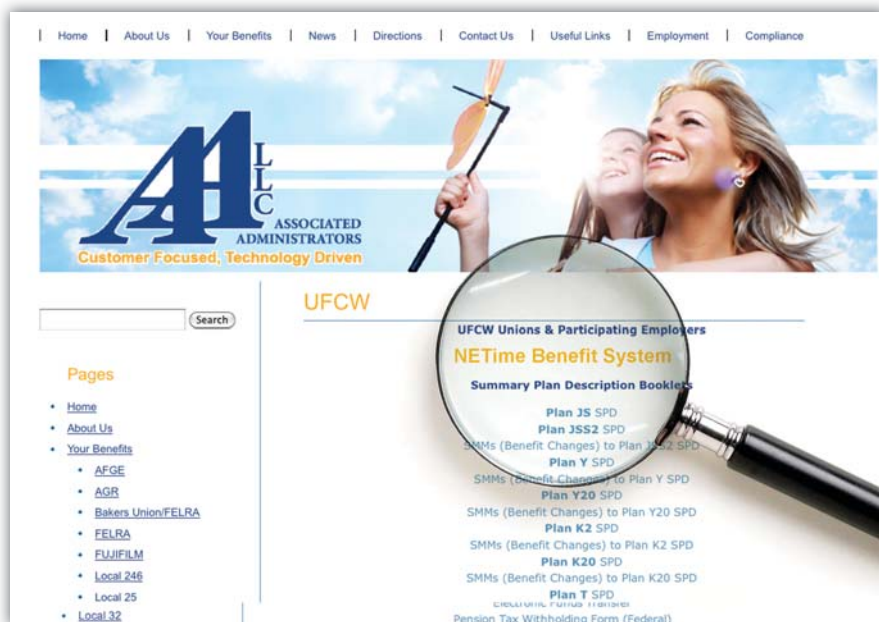 Home | About Us | Your Benefits | News | Directions | Contact Us | Useful Links | Employment | Compliance
AA LLC
ASSOCIATED
ADMINISTRATORS
Customer Focused, Technology Driven
Search
Pages
Home
About Us
Your Benefits
AFGE
AGR
Bakers Union/FELRA
FELRA
FUJIFILM
Local 246
Local 25
Local 32
UFCW
UFCW Unions & Participating Employers
NETime Benefit System
Summary Plan Description Booklets
Plan JS SPD
Plan JSS2 SPD
SMMs (Benefit Changes) to Plan JSS2 SPD
Plan Y SPD
SMMs (Benefit Changes) to Plan Y SPD
Plan Y20 SPD
SMMs (Benefit Changes) to Plan Y20 SPD
Plan K2 SPD
SMMs (Benefit Changes) to Plan K2 SPD
Plan K20 SPD
SMMs (Benefit Changes) to Plan K20 SPD
Plan T SPD
Electronic Funds Transfer
Pension Tax Withholding Form (Federal)